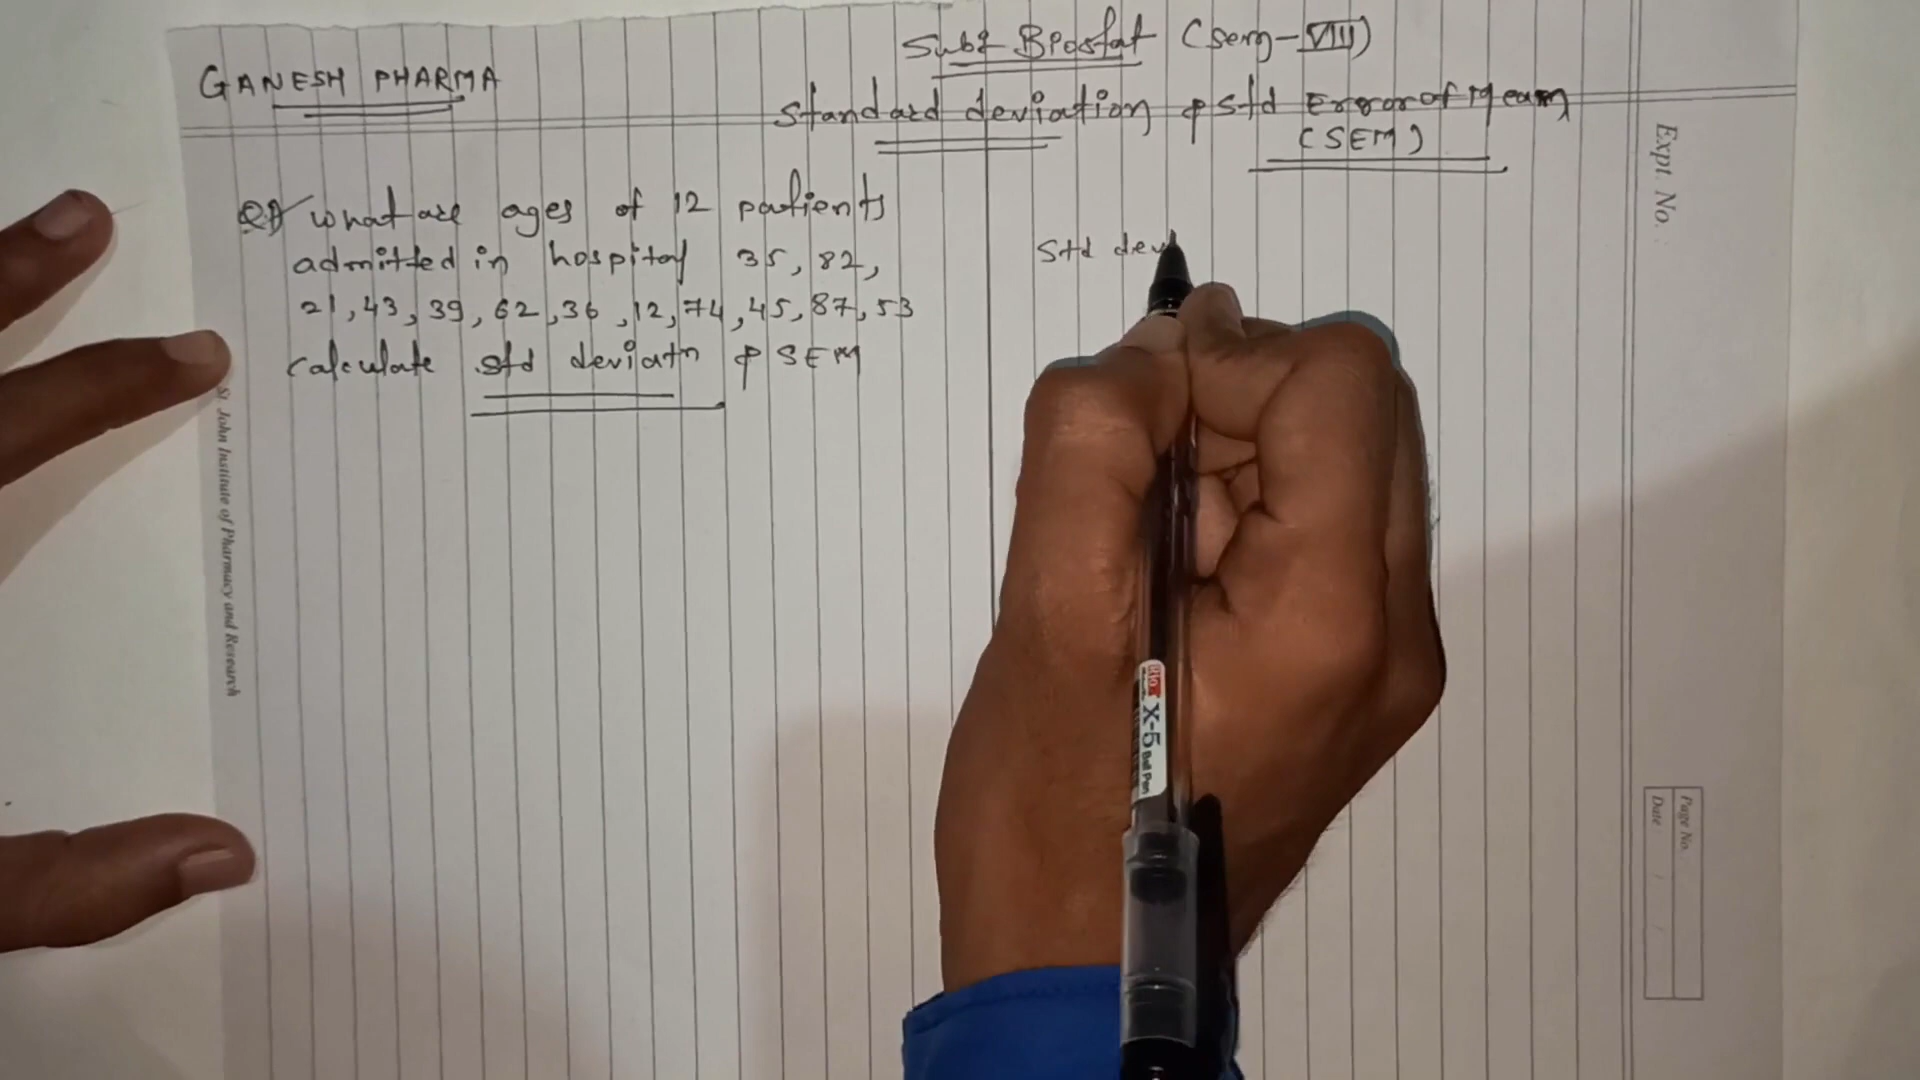 GANESH PHARMA
Sub: Biostat (Sem-VIII)
Standard deviation & Std Error of Mean
(SEM)
Q.1) What are ages of 12 patients
admitted in hospital 35, 82,
21, 43, 39, 62, 36, 12, 74, 45, 87, 53
calculate std deviatn & SEM
Std dev
St. John Institute of Pharmacy and Research
Expt. No. :
Page No.
Date / /
X-5 Ball Pen